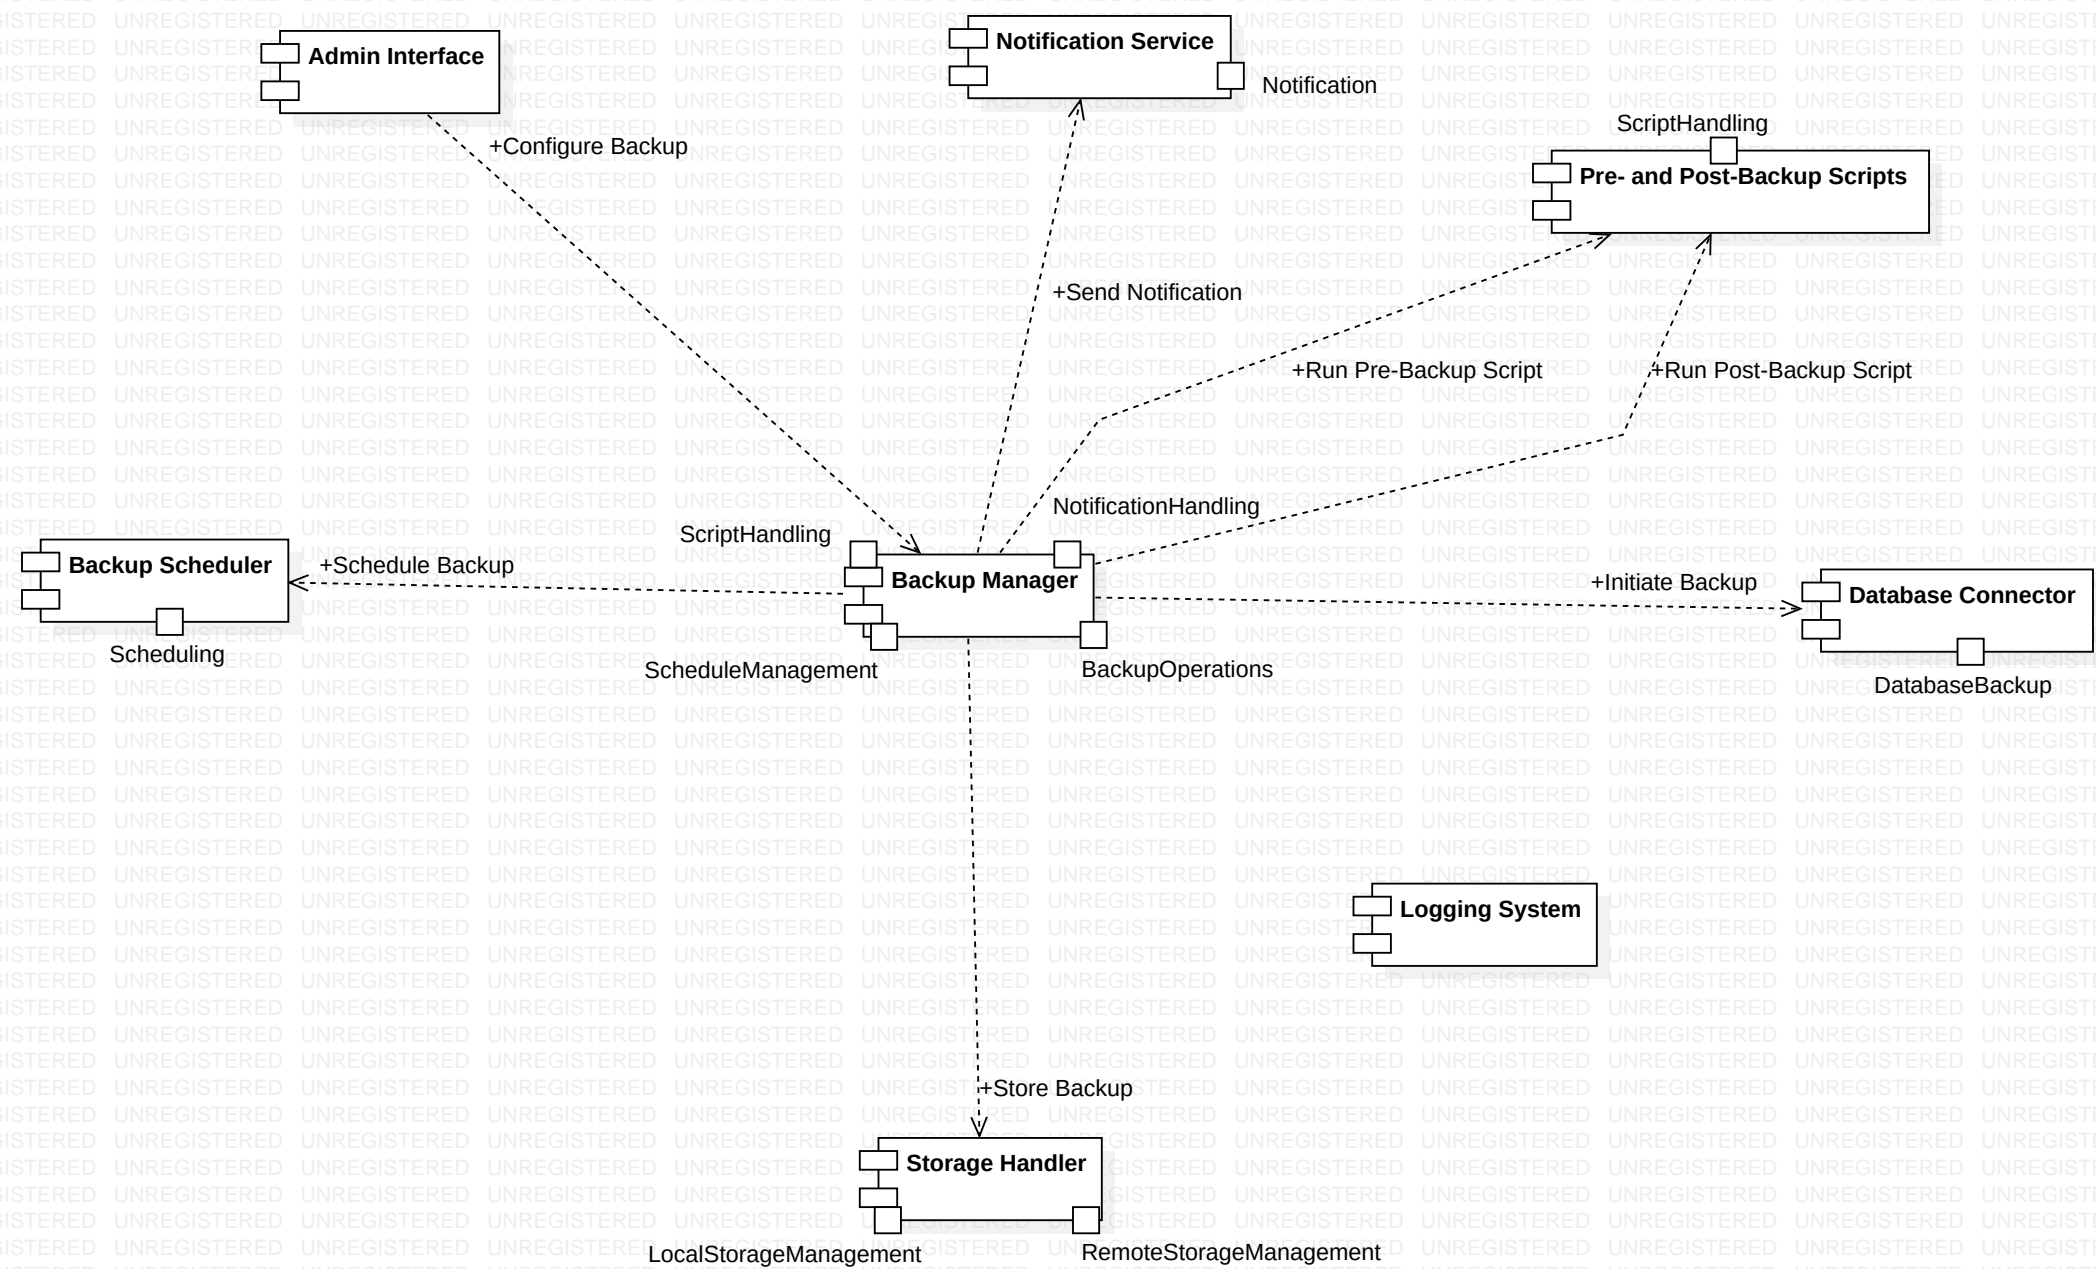 Notification Service
Admin Interface
Notification
ScriptHandling
+Configure Backup
Pre- and Post-Backup Scripts
+Send Notification
+Run Pre-Backup Script
+Run Post-Backup Script
NotificationHandling
ScriptHandling
Backup Scheduler
+Schedule Backup
Backup Manager
+Initiate Backup
Database Connector
Scheduling
ScheduleManagement
BackupOperations
DatabaseBackup
Logging System
+Store Backup
Storage Handler
LocalStorageManagement
RemoteStorageManagement
UNREGISTERED